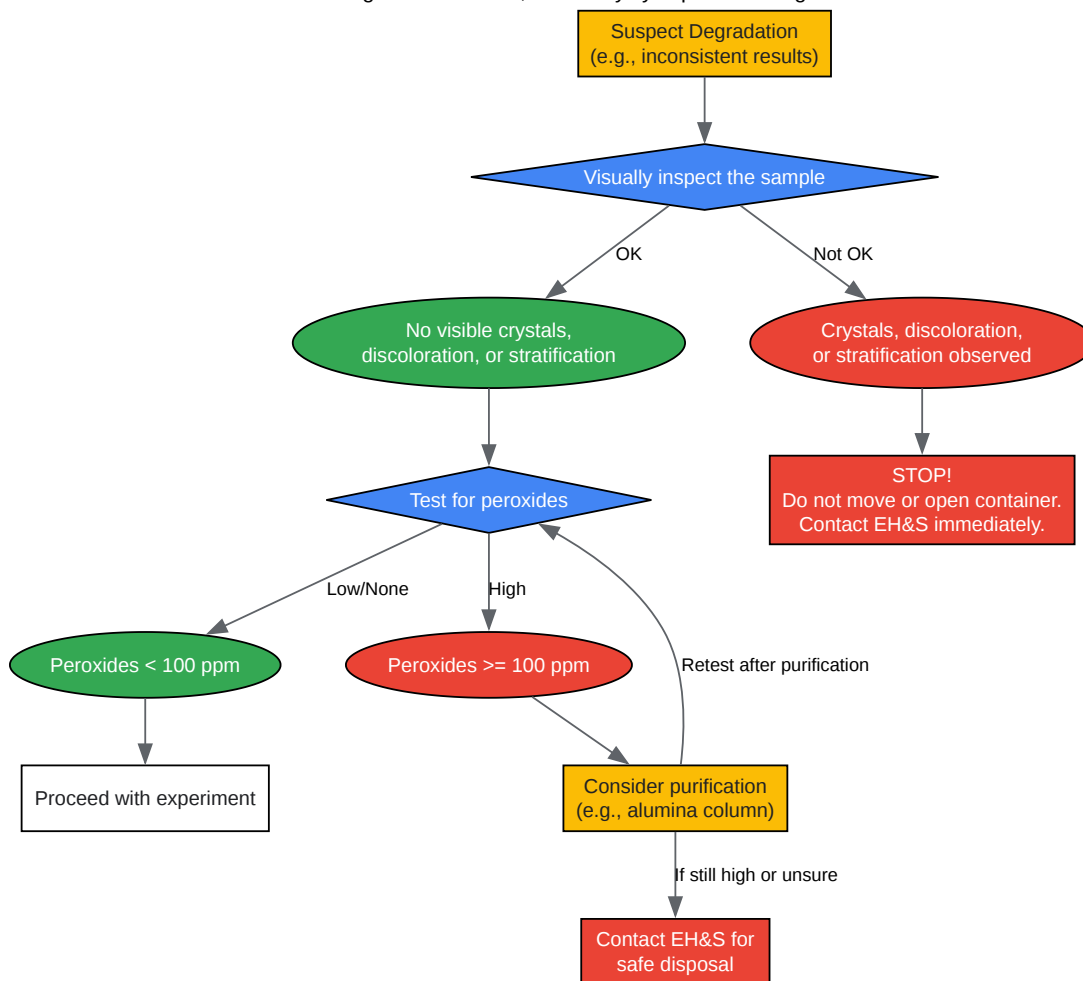 Suspect Degradation
(e.g., inconsistent results)
Visually inspect the sample
OK
Not OK
No visible crystals,
discoloration, or stratification
Crystals, discoloration,
or stratification observed
STOP!
Do not move or open container.
Contact EH&S immediately.
Test for peroxides
Low/None
High
Peroxides < 100 ppm
Peroxides >= 100 ppm
Retest after purification
Proceed with experiment
Consider purification
(e.g., alumina column)
If still high or unsure
Contact EH&S for
safe disposal